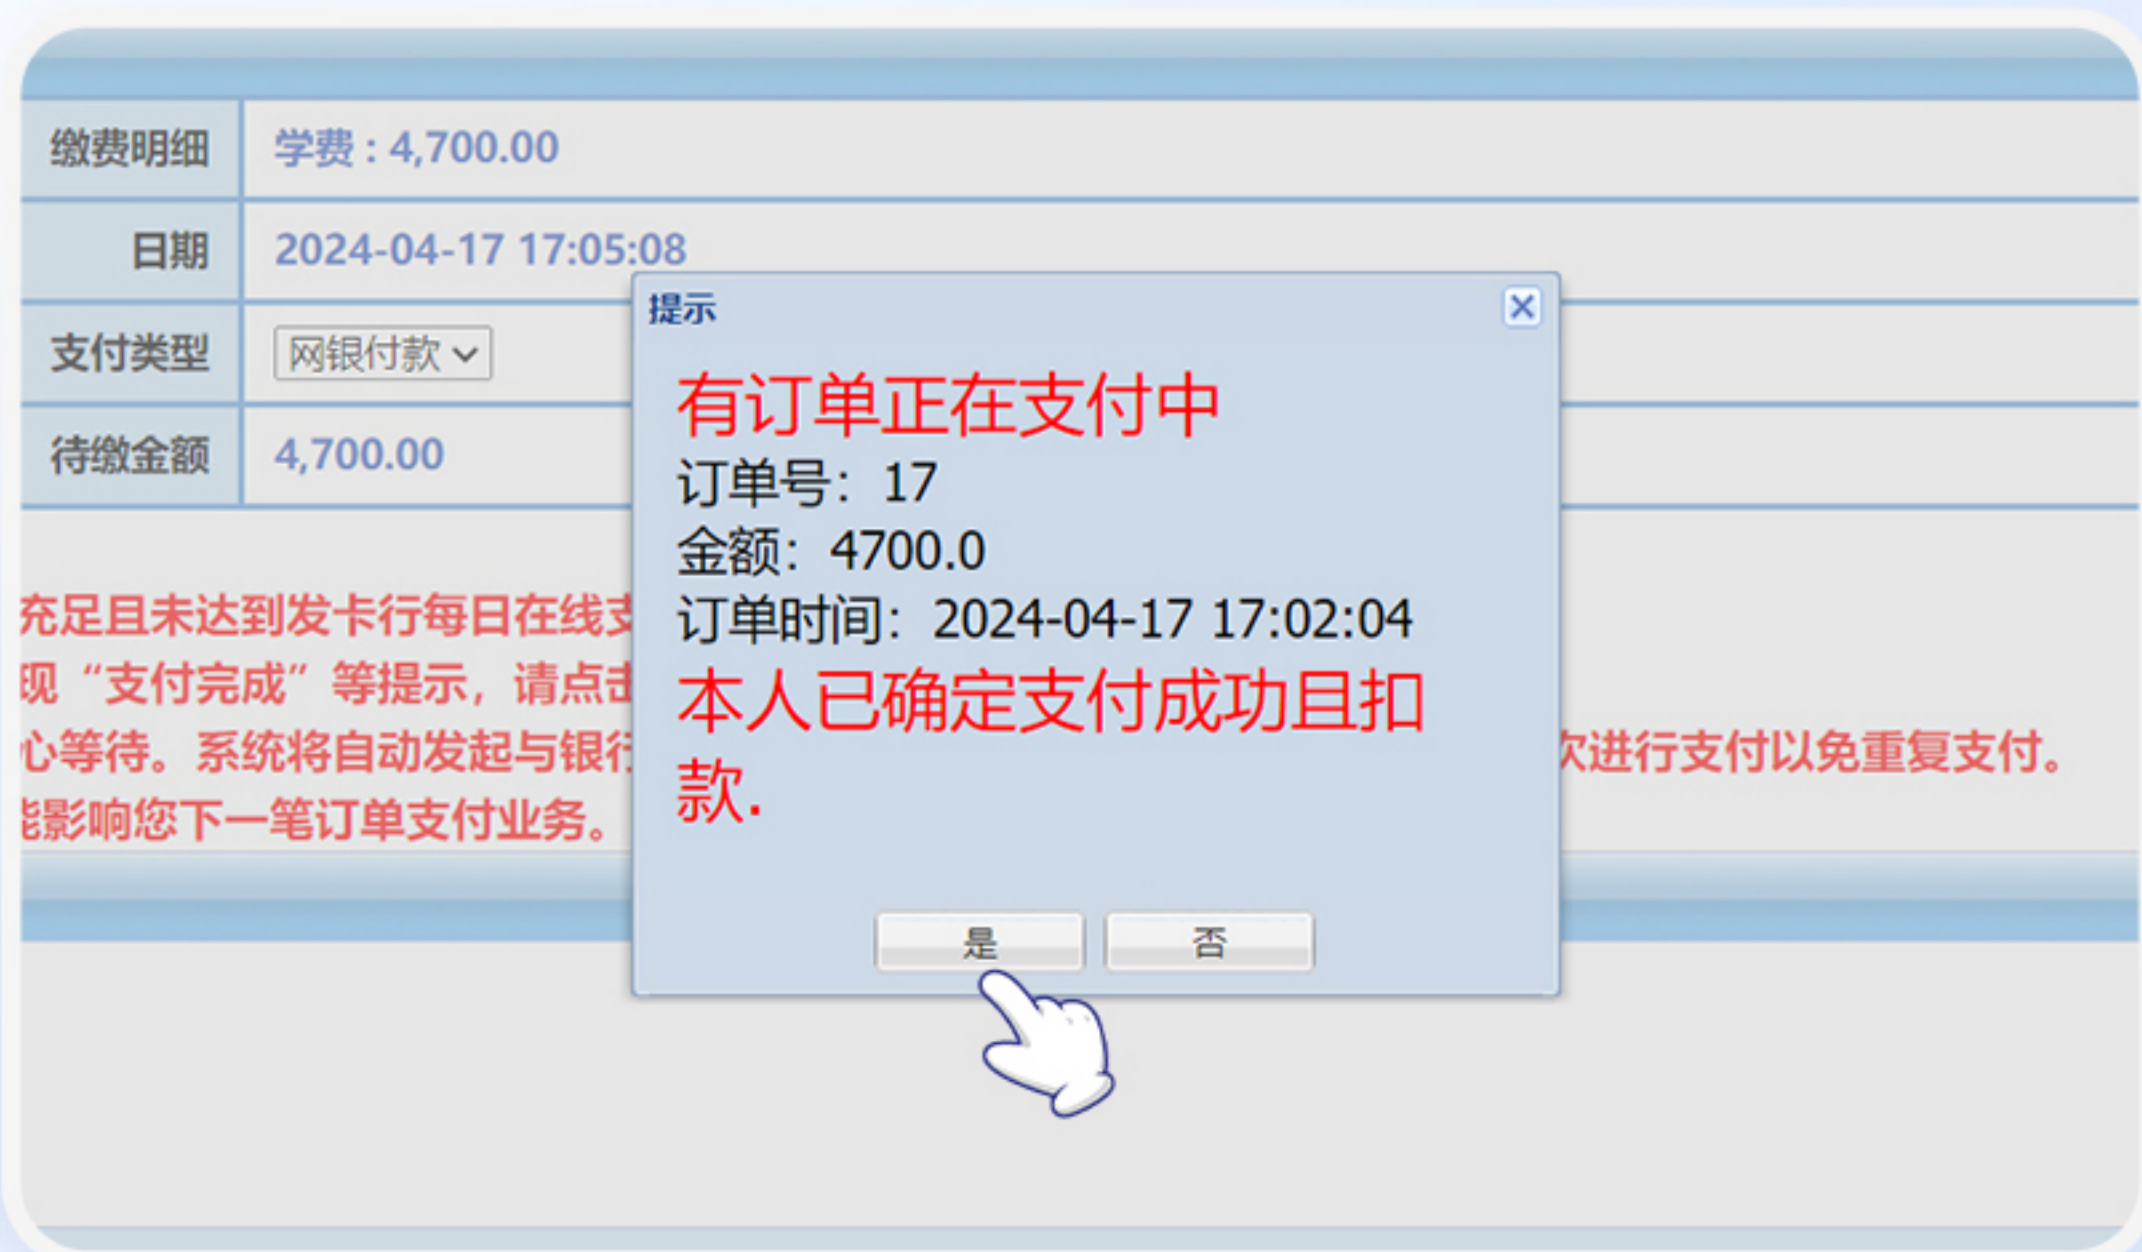 缴费明细 学费 : 4,700.00
日期 2024-04-17 17:05:08
支付类型 网银付款
待缴金额 4,700.00
充足且未达到发卡行每日在线支
现“支付完成”等提示，请点击
心等待。系统将自动发起与银行
次进行支付以免重复支付。
能影响您下一笔订单支付业务。
提示
有订单正在支付中
订单号：17
金额：4700.0
订单时间：2024-04-17 17:02:04
本人已确定支付成功且扣
款.
是 否